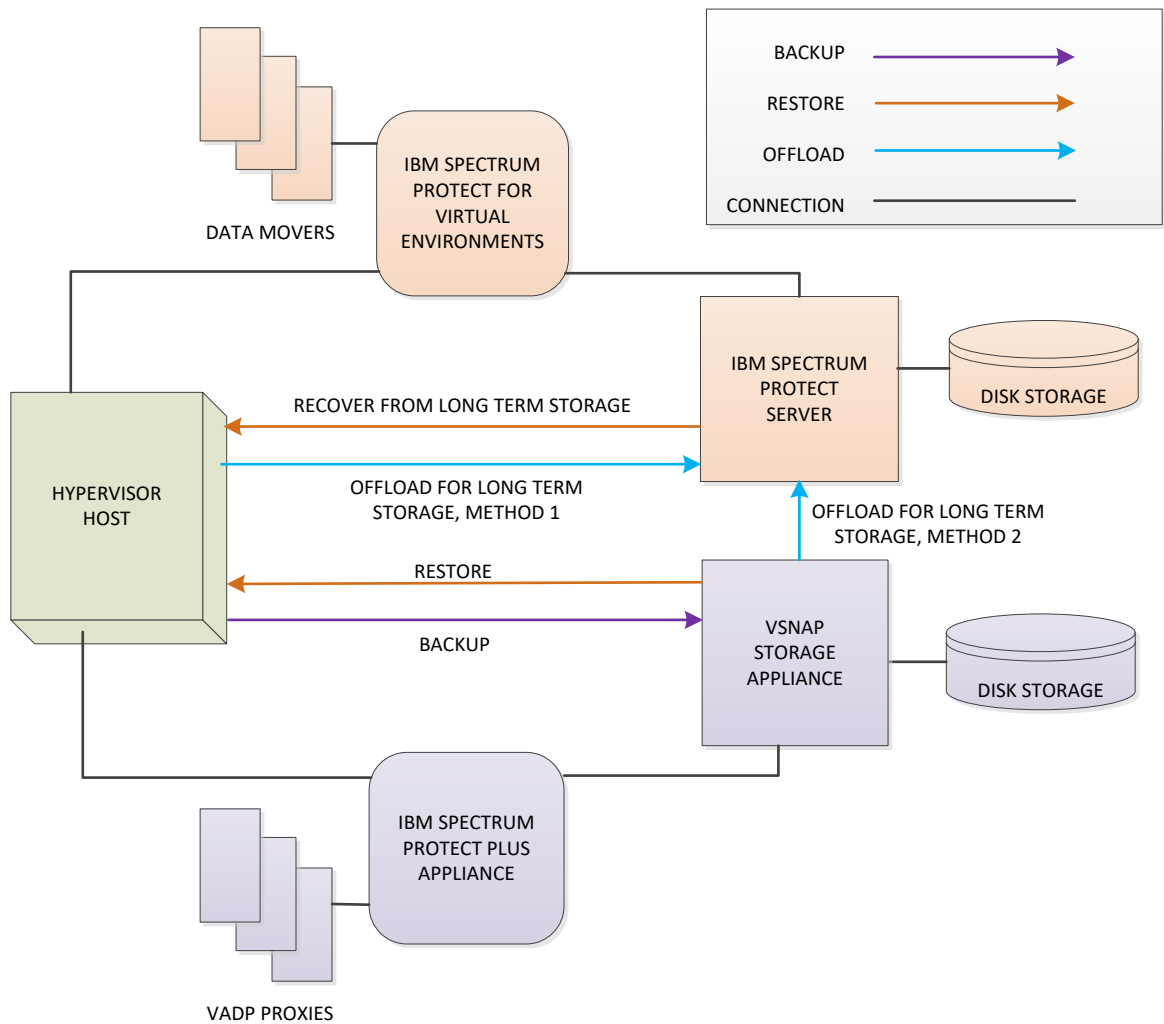 BACKUP
RESTORE
OFFLOAD
CONNECTION
DATA MOVERS
IBM SPECTRUM
PROTECT FOR
VIRTUAL
ENVIRONMENTS
IBM SPECTRUM
PROTECT
SERVER
DISK STORAGE
HYPERVISOR
HOST
RECOVER FROM LONG TERM STORAGE
OFFLOAD FOR LONG TERM
STORAGE, METHOD 1
OFFLOAD FOR LONG TERM
STORAGE, METHOD 2
RESTORE
BACKUP
VSNAP
STORAGE
APPLIANCE
DISK STORAGE
IBM SPECTRUM
PROTECT PLUS
APPLIANCE
VADP PROXIES